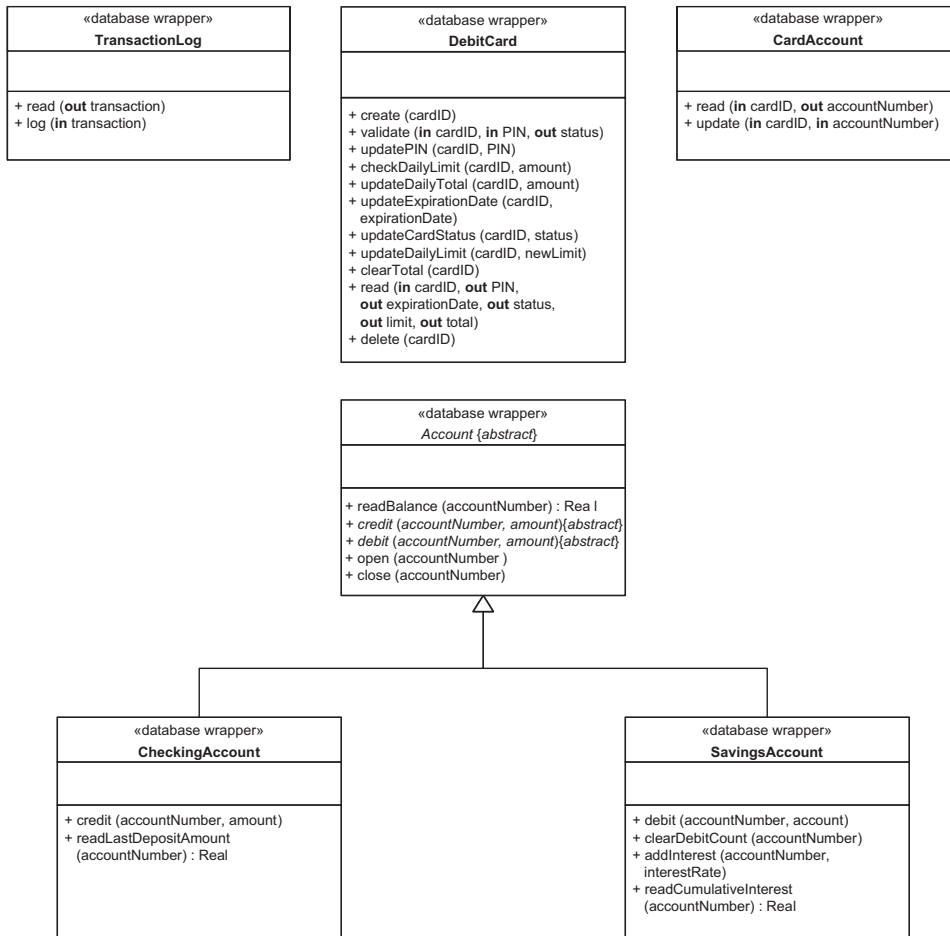 «database wrapper»
TransactionLog
+ read (out transaction)
+ log (in transaction)
«database wrapper»
DebitCard
+ create (cardID)
+ validate (in cardID, in PIN, out status)
+ updatePIN (cardID, PIN)
+ checkDailyLimit (cardID, amount)
+ updateDailyTotal (cardID, amount)
+ updateExpirationDate (cardID,
expirationDate)
+ updateCardStatus (cardID, status)
+ updateDailyLimit (cardID, newLimit)
+ clearTotal (cardID)
+ read (in cardID, out PIN,
out expirationDate, out status,
out limit, out total)
+ delete (cardID)
«database wrapper»
CardAccount
+ read (in cardID, out accountNumber)
+ update (in cardID, in accountNumber)
«database wrapper»
Account {abstract}
+ readBalance (accountNumber) : Rea l
+ credit (accountNumber, amount){abstract}
+ debit (accountNumber, amount){abstract}
+ open (accountNumber )
+ close (accountNumber)
«database wrapper»
CheckingAccount
+ credit (accountNumber, amount)
+ readLastDepositAmount
(accountNumber) : Real
«database wrapper»
SavingsAccount
+ debit (accountNumber, account)
+ clearDebitCount (accountNumber)
+ addInterest (accountNumber,
interestRate)
+ readCumulativeInterest
(accountNumber) : Real